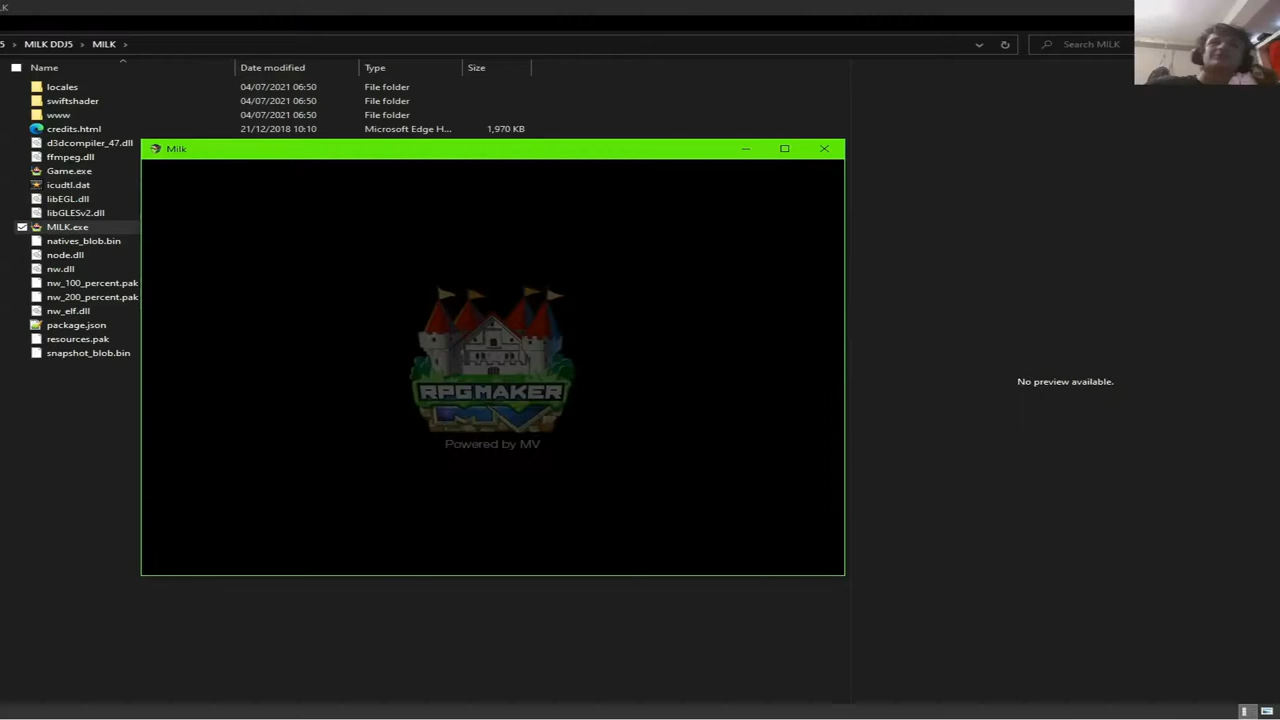 LK
5 > MILK DDJ5 > MILK >
Search MILK
Name Date modified Type Size
locales 04/07/2021 06:50 File folder
swiftshader 04/07/2021 06:50 File folder
www 04/07/2021 06:50 File folder
credits.html 21/12/2018 10:10 Microsoft Edge H... 1,970 KB
d3dcompiler_47.dll
Milk
ffmpeg.dll
Game.exe
icudtl.dat
libEGL.dll
libGLESv2.dll
MILK.exe
natives_blob.bin
node.dll
nw.dll
nw_100_percent.pak
nw_200_percent.pak
nw_elf.dll
package.json
resources.pak
snapshot_blob.bin
RPGMAKER
MV
Powered by MV
No preview available.